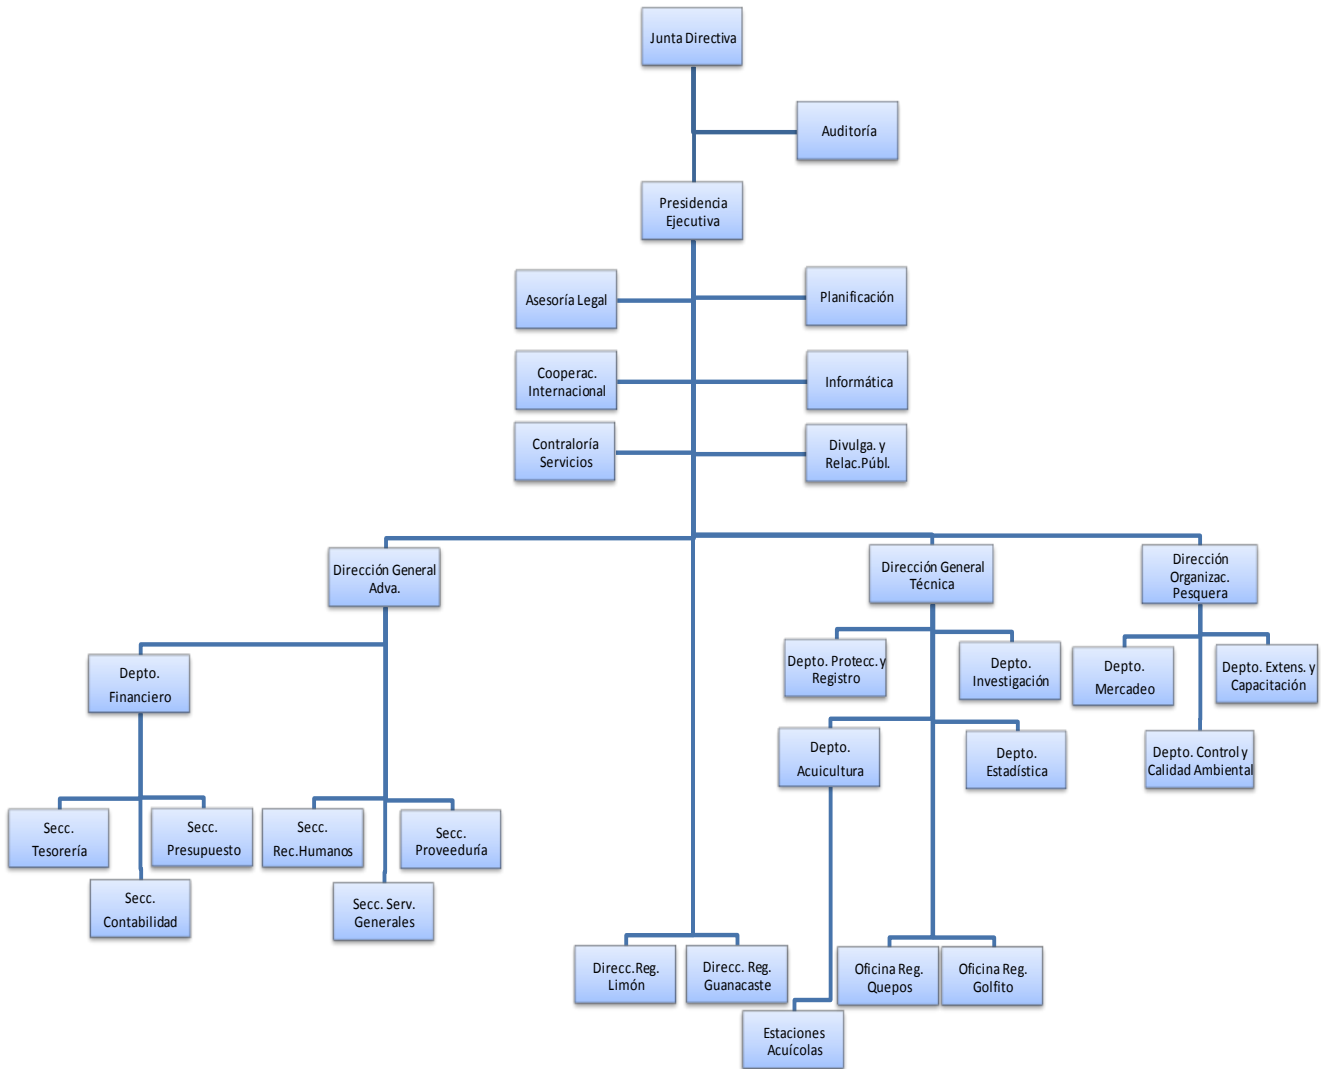 Junta Directiva
Auditoría
Presidencia
Ejecutiva
Asesoría Legal
Planificación
Cooperac.
Internacional
Informática
Contraloría
Servicios
Divulga. y
Relac.Públ.
Dirección General
Adva.
Dirección General
Técnica
Dirección
Organizac.
Pesquera
Depto.
Financiero
Depto. Protecc. y
Registro
Depto.
Investigación
Depto.
Mercadeo
Depto. Extens. y
Capacitación
Depto.
Acuicultura
Depto.
Estadística
Depto. Control y
Calidad Ambiental
Secc.
Tesorería
Secc.
Presupuesto
Secc.
Rec.Humanos
Secc.
Proveeduría
Secc.
Contabilidad
Secc. Serv.
Generales
Direcc.Reg.
Limón
Direcc. Reg.
Guanacaste
Oficina Reg.
Quepos
Oficina Reg.
Golfito
Estaciones
Acuícolas